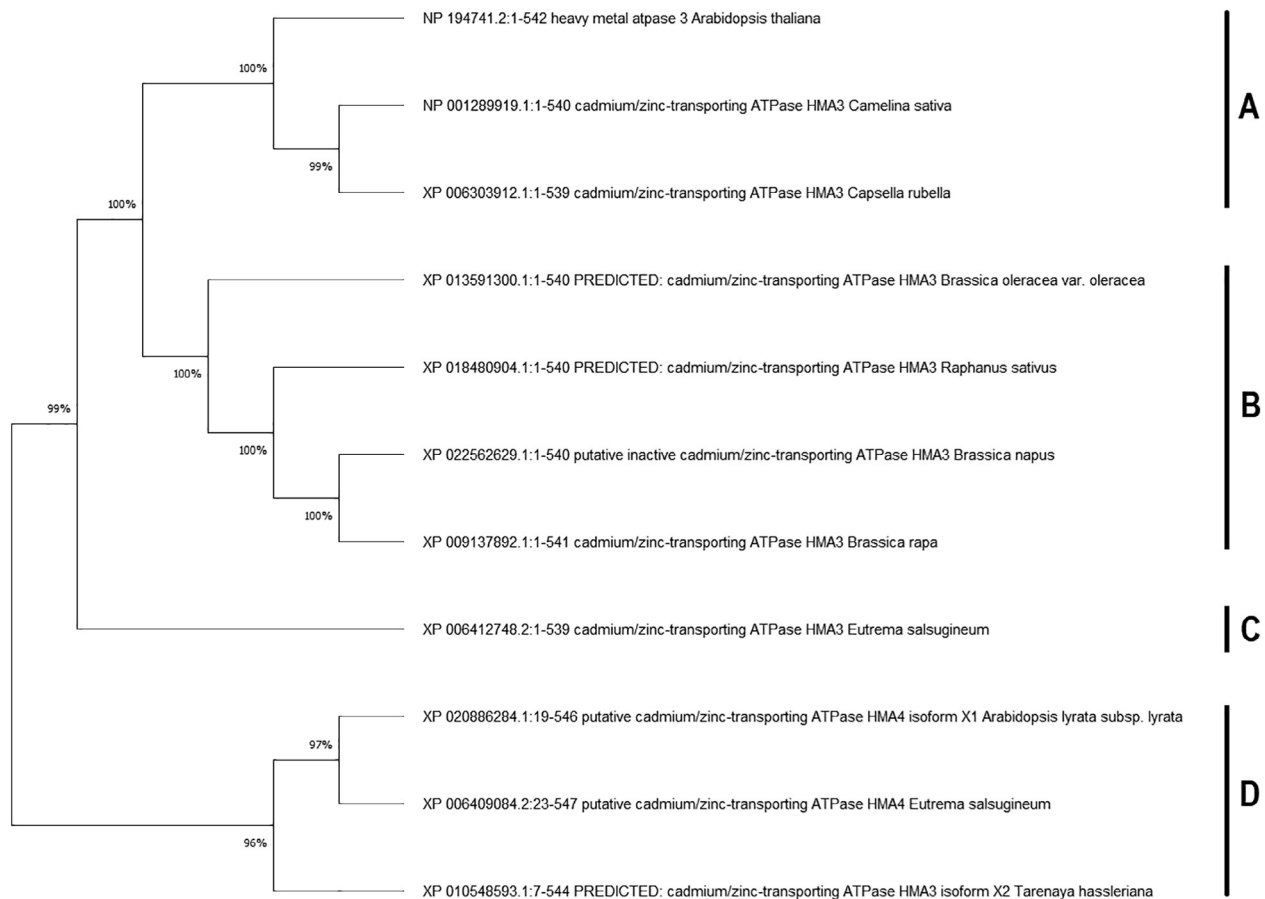 NP 194741.2:1-542 heavy metal atpase 3 Arabidopsis thaliana
100%
NP 001289919.1:1-540 cadmium/zinc-transporting ATPase HMA3 Camelina sativa
A
99%
XP 006303912.1:1-539 cadmium/zinc-transporting ATPase HMA3 Capsella rubella
100%
XP 013591300.1:1-540 PREDICTED: cadmium/zinc-transporting ATPase HMA3 Brassica oleracea var. oleracea
XP 018480904.1:1-540 PREDICTED: cadmium/zinc-transporting ATPase HMA3 Raphanus sativus
100%
99%
B
100%
XP 022562629.1:1-540 putative inactive cadmium/zinc-transporting ATPase HMA3 Brassica napus
100%
XP 009137892.1:1-541 cadmium/zinc-transporting ATPase HMA3 Brassica rapa
XP 006412748.2:1-539 cadmium/zinc-transporting ATPase HMA3 Eutrema salsugineum
C
XP 020886284.1:19-546 putative cadmium/zinc-transporting ATPase HMA4 isoform X1 Arabidopsis lyrata subsp. lyrata
97%
D
XP 006409084.2:23-547 putative cadmium/zinc-transporting ATPase HMA4 Eutrema salsugineum
96%
XP 010548593.1:7-544 PREDICTED: cadmium/zinc-transporting ATPase HMA3 isoform X2 Tarenaya hassleriana